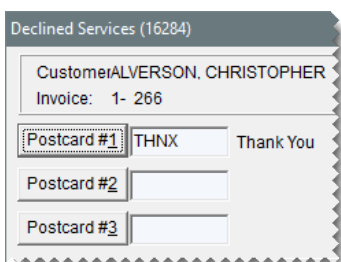 Declined Services (16284)
CustomerALVERSON, CHRISTOPHER
Invoice: 1- 266
Postcard #1 THNX Thank You
Postcard #2
Postcard #3